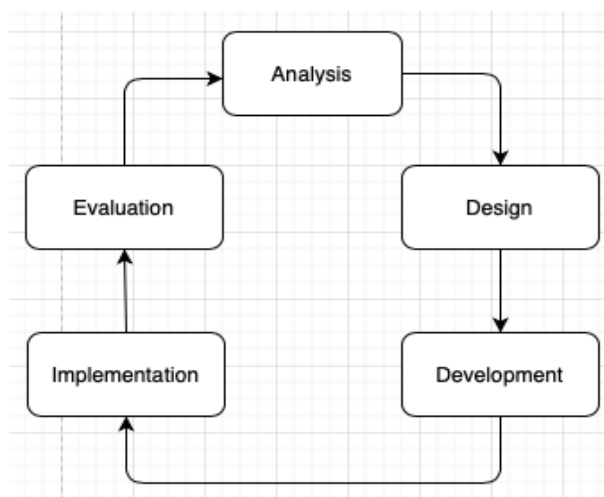 Analysis
Evaluation
Design
Implementation
Development